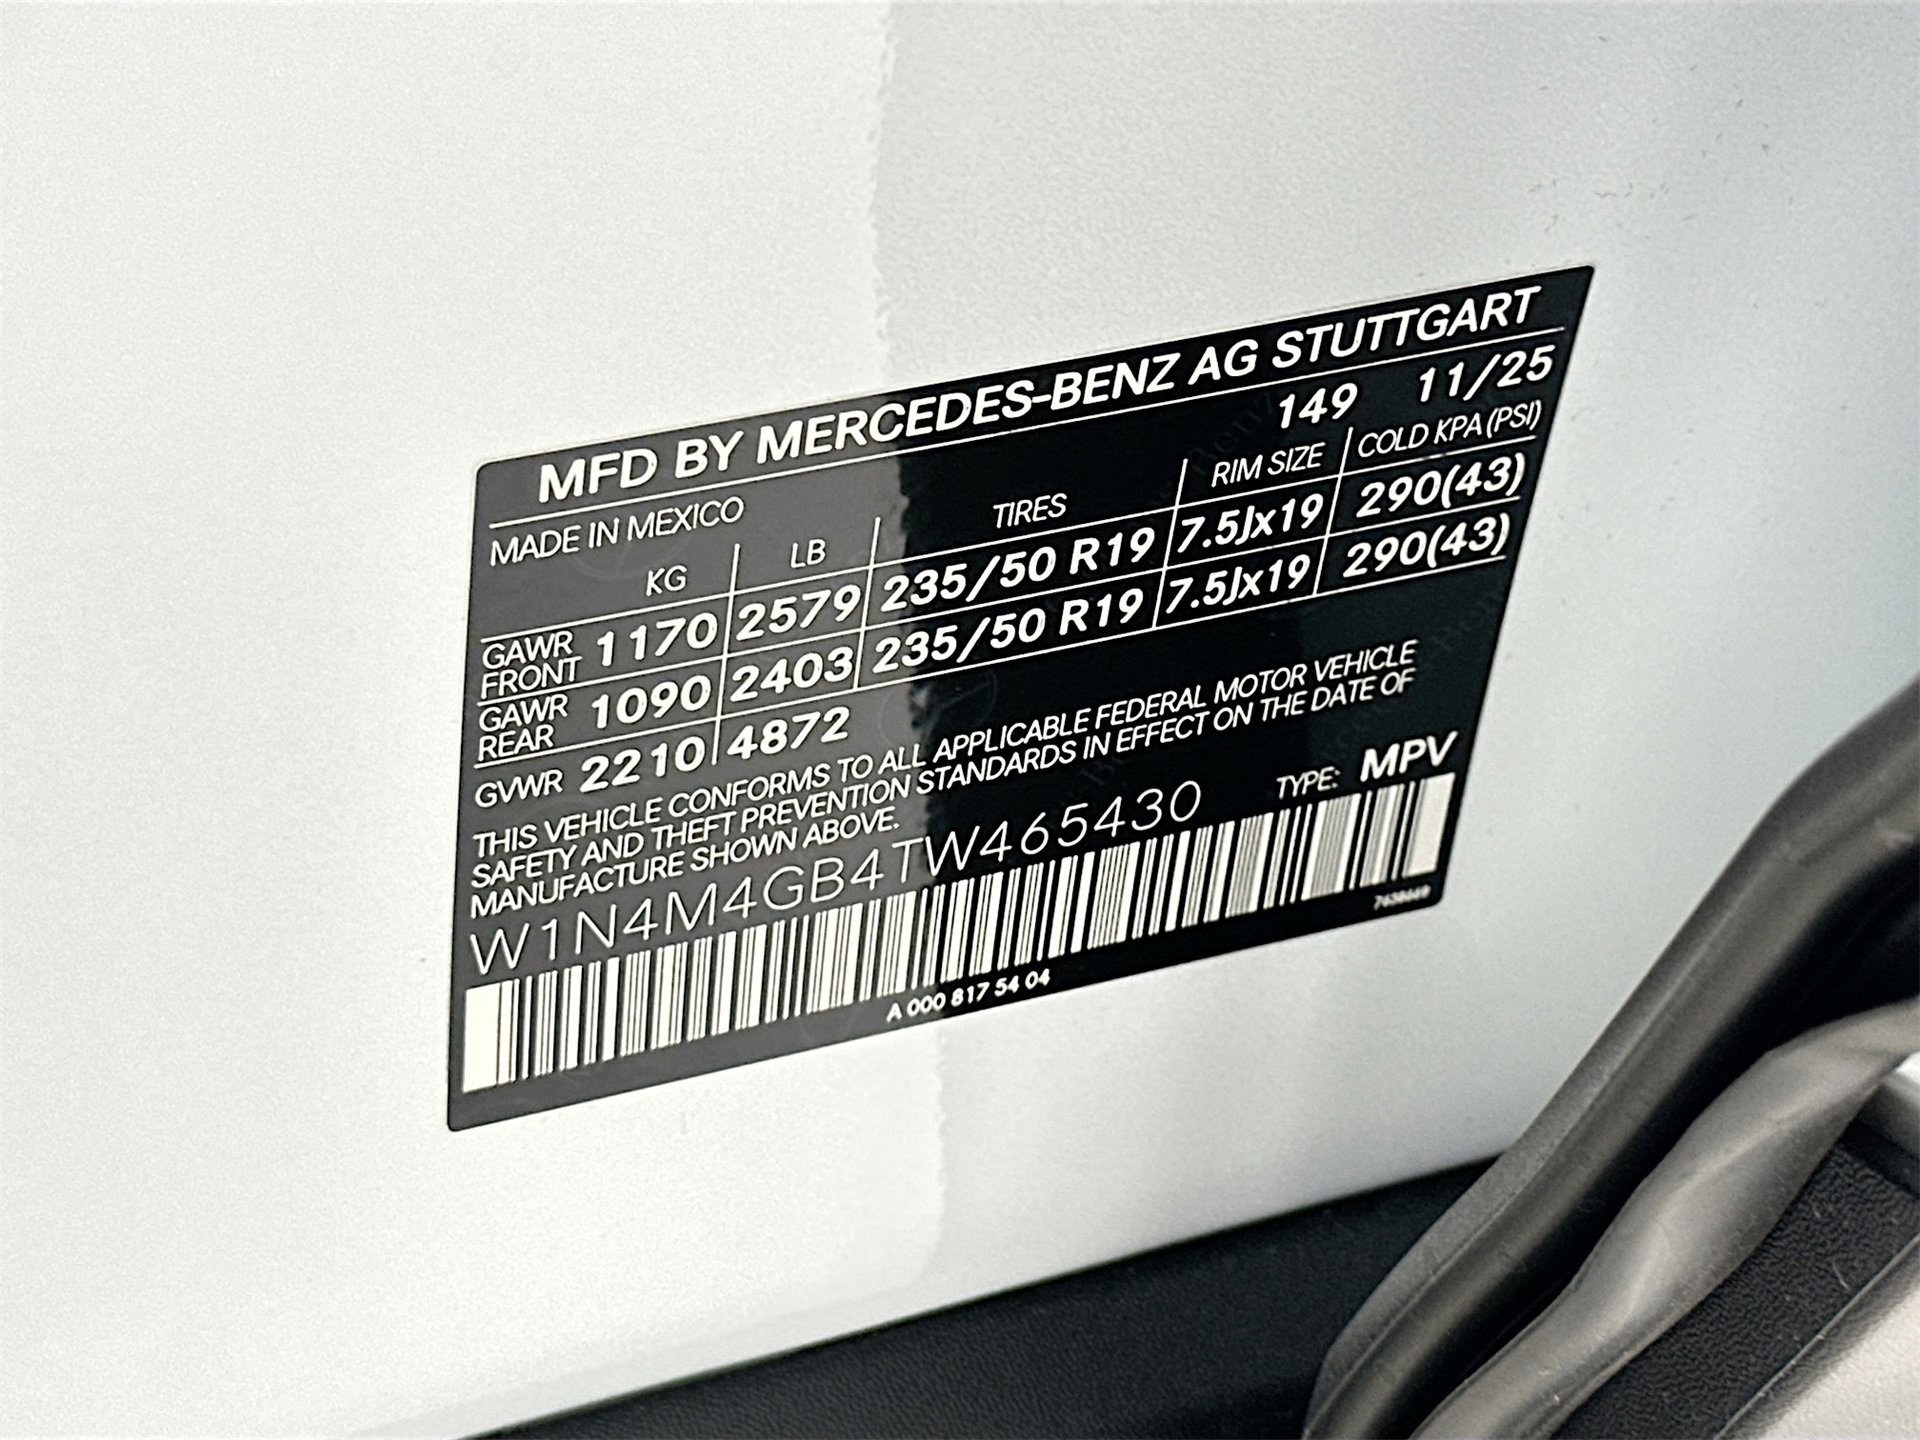 MFD BY MERCEDES-BENZ AG STUTTGART
MADE IN MEXICO 149 11/25
KG LB TIRES RIM SIZE COLD KPA (PSI)
GAWR FRONT 1170 2579 235/50 R19 7.5Jx19 290(43)
GAWR REAR 1090 2403 235/50 R19 7.5Jx19 290(43)
GVWR 2210 4872
THIS VEHICLE CONFORMS TO ALL APPLICABLE FEDERAL MOTOR VEHICLE
SAFETY AND THEFT PREVENTION STANDARDS IN EFFECT ON THE DATE OF
MANUFACTURE SHOWN ABOVE.
W1N4M4GB4TW465430 TYPE: MPV
A 000 817 54 04